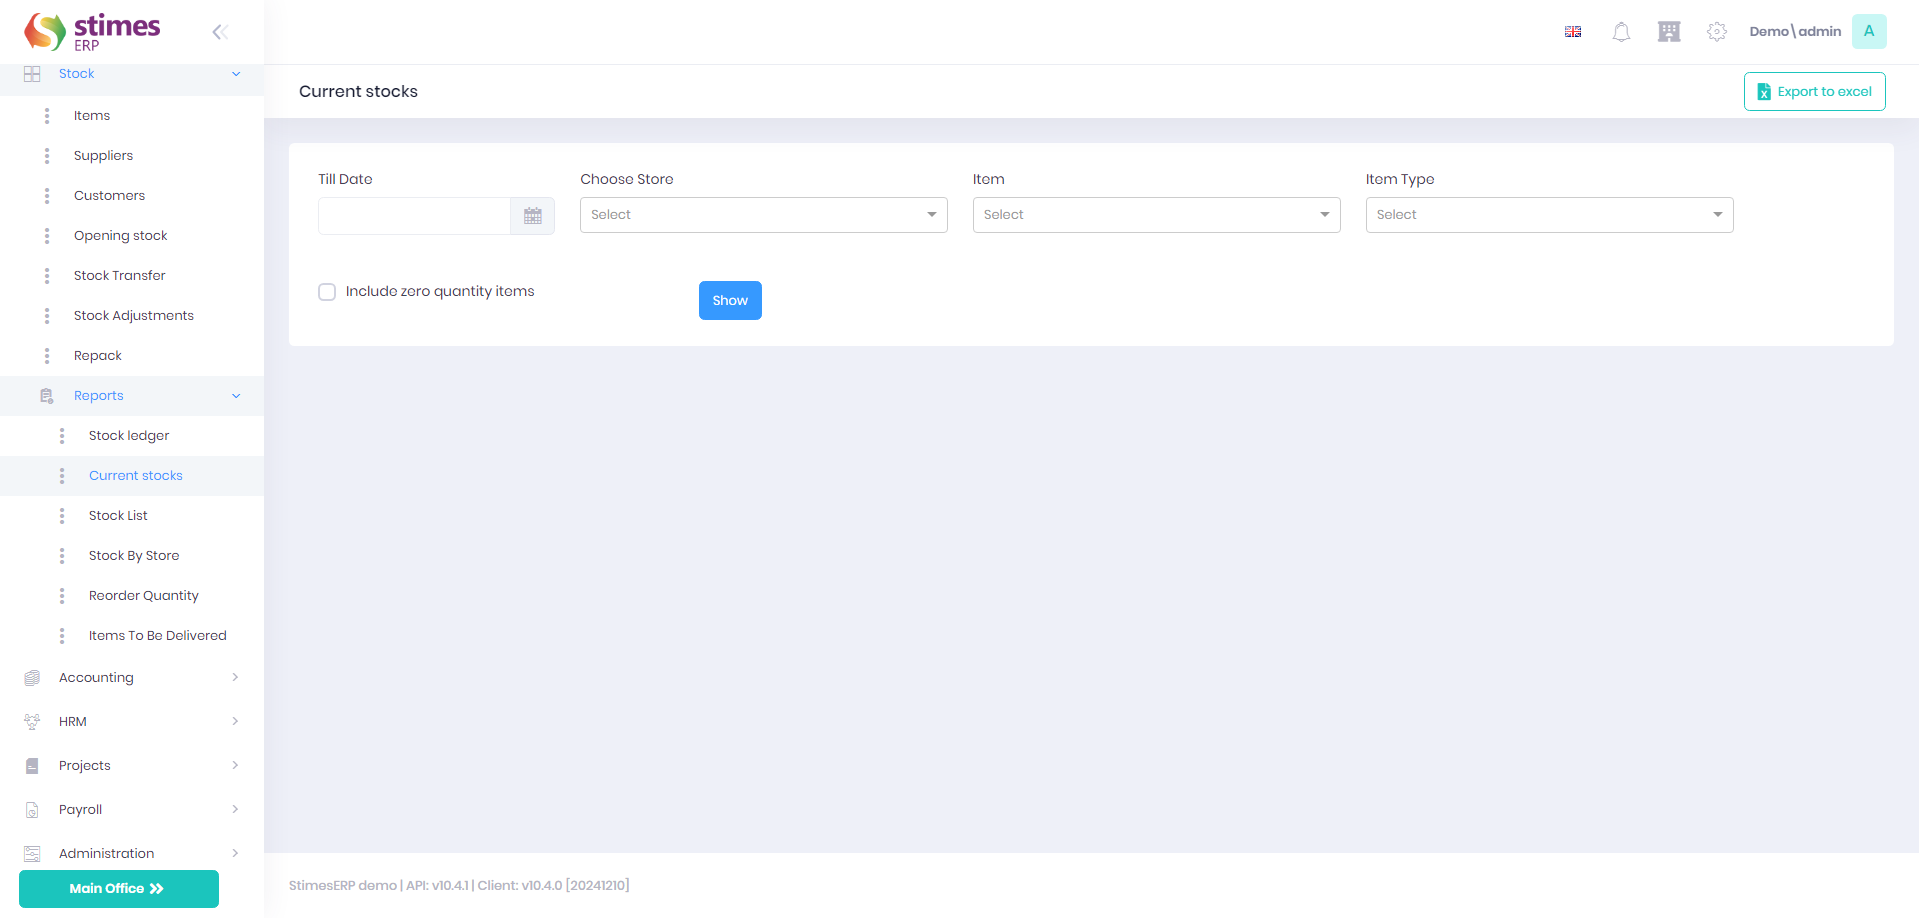 stimes
ERP
Demo\admin
A
Stock
Items
Suppliers
Customers
Opening stock
Stock Transfer
Stock Adjustments
Repack
Reports
Stock ledger
Current stocks
Stock List
Stock By Store
Reorder Quantity
Items To Be Delivered
Accounting
HRM
Projects
Payroll
Administration
Main Office
Current stocks
Export to excel
Till Date
Choose Store
Item
Item Type
Select
Select
Select
Include zero quantity items
Show
StimesERP demo | API: v10.4.1 | Client: v10.4.0 [20241210]